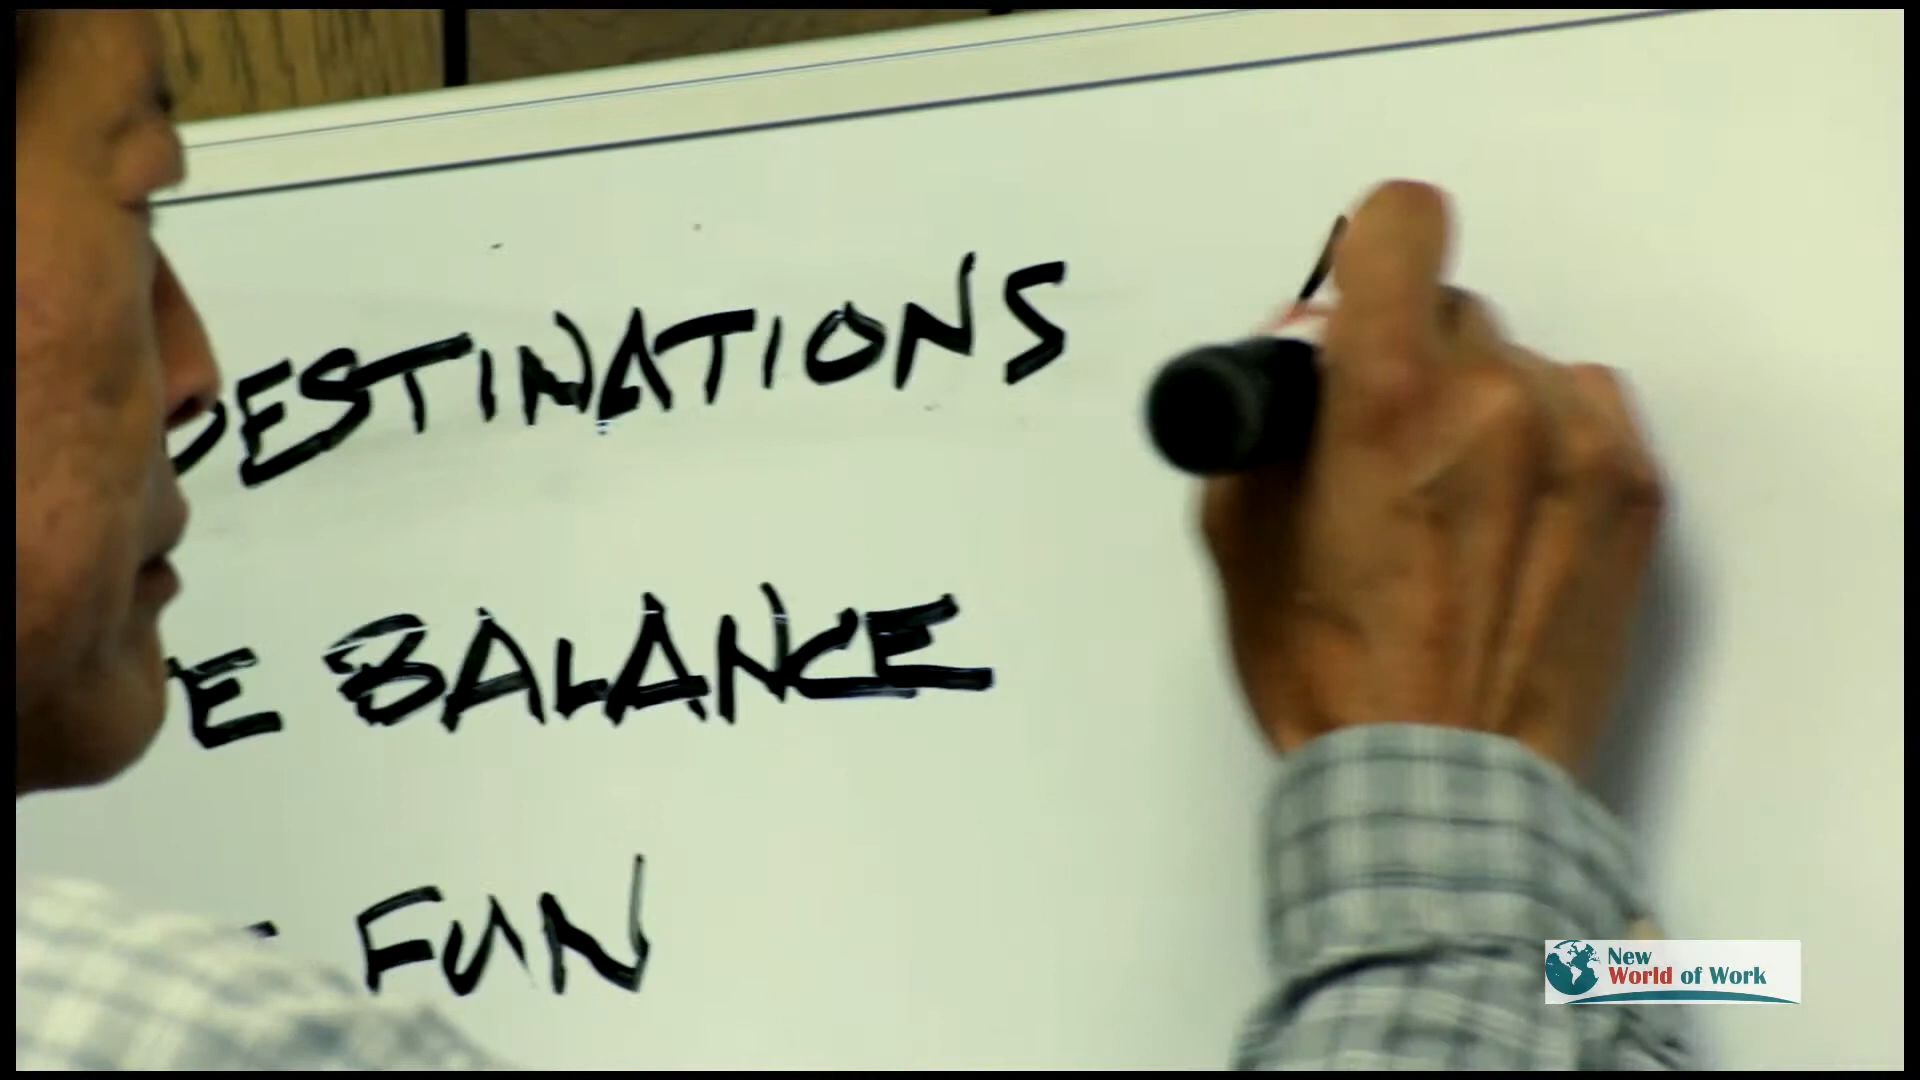 DESTINATIONS
BALANCE
FUN
New
World of Work